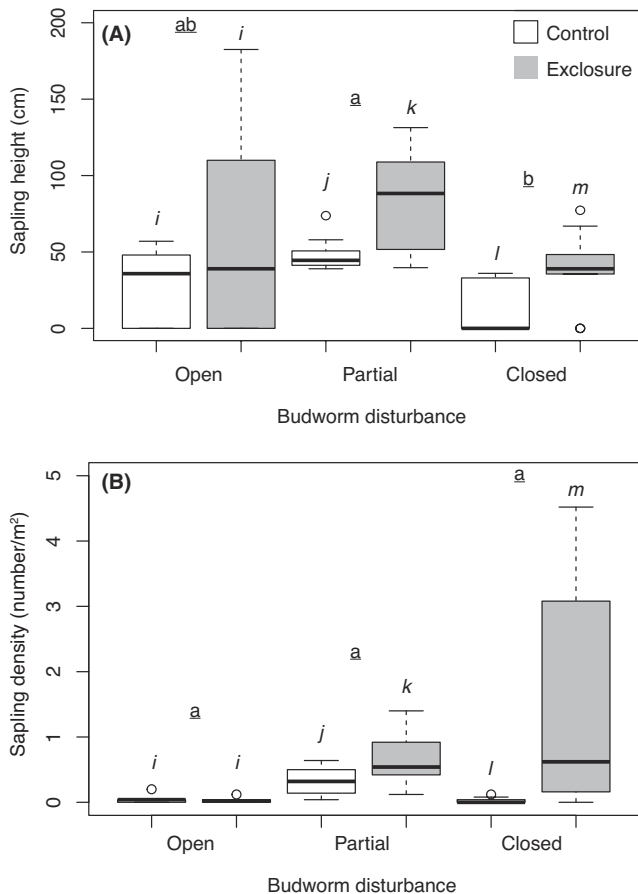 (A)
ab
i
i
a
j
k
b
l
m
Control
Exclosure
Sapling height (cm)
200
150
100
50
0
Open
Partial
Closed
Budworm disturbance
(B)
a
i
i
a
j
k
a
l
m
Sapling density (number/m²)
5
4
3
2
1
0
Open
Partial
Closed
Budworm disturbance